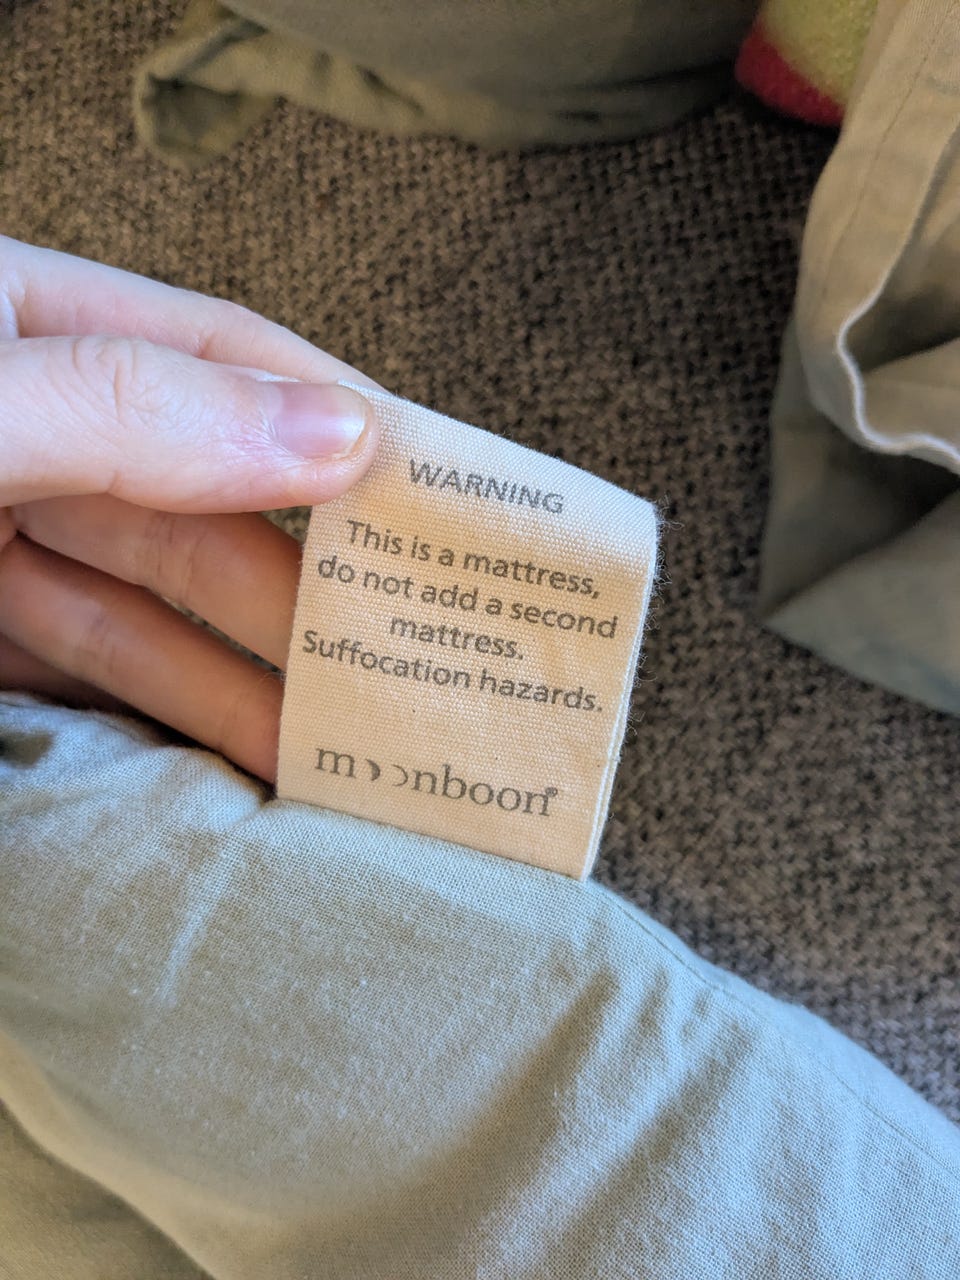 WARNING
This is a mattress,
do not add a second
mattress.
Suffocation hazards.
moonboon®